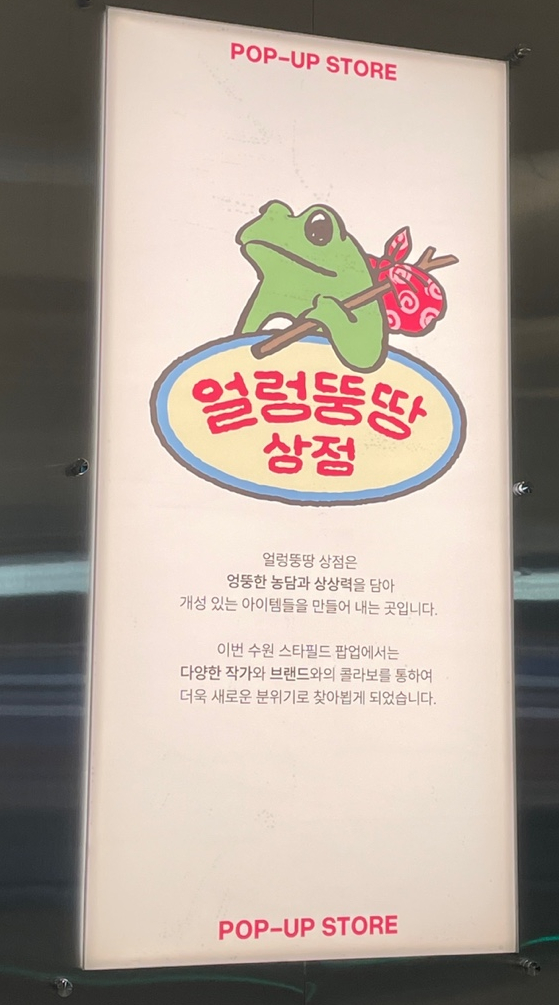 POP-UP STORE
얼렁뚱땅
상점
얼렁뚱땅 상점은
엉뚱한 농담과 상상력을 담아
개성 있는 아이템들을 만들어 내는 곳입니다.
이번 수원 스타필드 팝업에서는
다양한 작가와 브랜드와의 콜라보를 통하여
더욱 새로운 분위기로 찾아뵙게 되었습니다.
POP-UP STORE